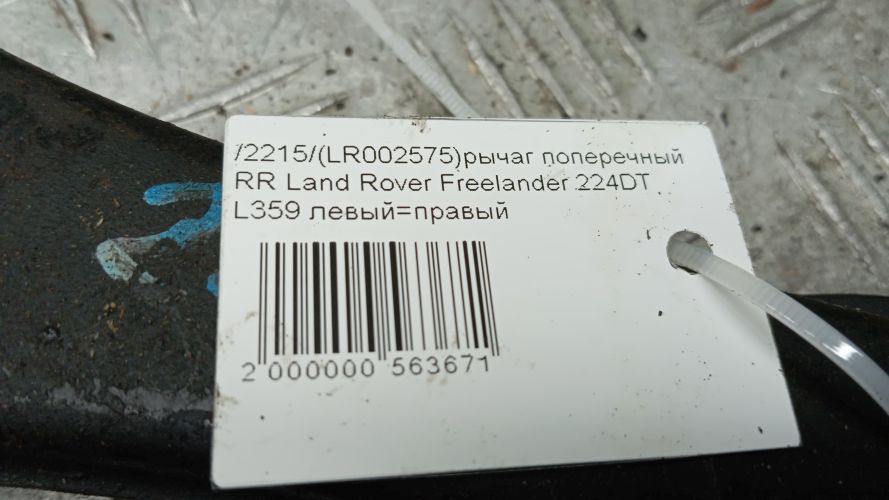 /2215/(LR002575)рычаг поперечный
RR Land Rover Freelander 224DT
L359 левый=правый
2 000000 563671